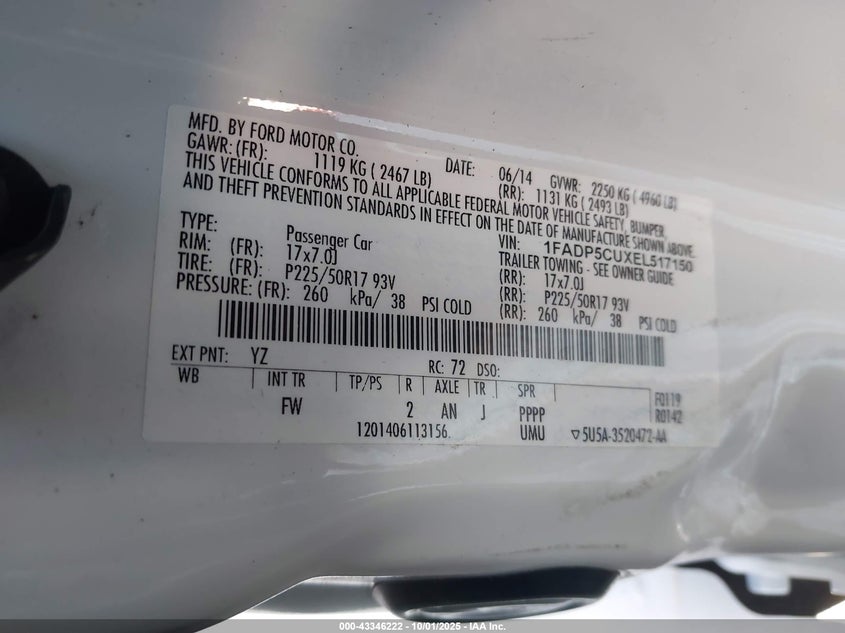 MFD. BY FORD MOTOR CO. DATE: 06/14 GVWR: 2250 KG ( 4960 LB)
GAWR: (FR): 1119 KG ( 2467 LB) (RR): 1131 KG ( 2493 LB)
THIS VEHICLE CONFORMS TO ALL APPLICABLE FEDERAL MOTOR VEHICLE SAFETY, BUMPER,
AND THEFT PREVENTION STANDARDS IN EFFECT ON THE DATE OF MANUFACTURE SHOWN ABOVE.
VIN: 1FADP5CUXEL517150
TYPE: Passenger Car TRAILER TOWING - SEE OWNER GUIDE
RIM: (FR): 17x7.0J (RR): 17x7.0J
TIRE: (FR): P225/50R17 93V (RR): P225/50R17 93V
PRESSURE: (FR): 260 kPa/ 38 PSI COLD (RR): 260 kPa/ 38 PSI COLD
EXT PNT: YZ RC: 72 DSO:
WB INT TR TP/PS R AXLE TR SPR F0119
FW 2 AN J PPPP R0142
1201406113156 UMU ▽5U5A-3520472-AA
000-43346222 - 10/01/2025 - IAA Inc.